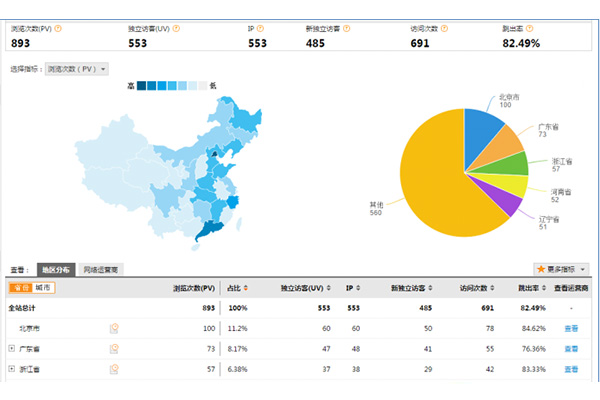 浏览次数(PV) 独立访客(UV) IP 新独立访客 访问次数 跳出率
893 553 553 485 691 82.49%
选择指标: 浏览次数(PV)
高 低
北京市
100
广东省
73
浙江省
57
河南省
52
辽宁省
51
其他
560
查看: 地区分布 网络运营商 更多指标
省份 城市 浏览次数(PV) 占比 独立访客(UV) IP 新独立访客 访问次数 跳出率 查看运营商
全站总计 893 100% 553 553 485 691 82.49% -
北京市 100 11.2% 60 60 50 78 84.62% 查看
广东省 73 8.17% 47 48 41 55 76.36% 查看
浙江省 57 6.38% 37 38 29 42 83.33% 查看